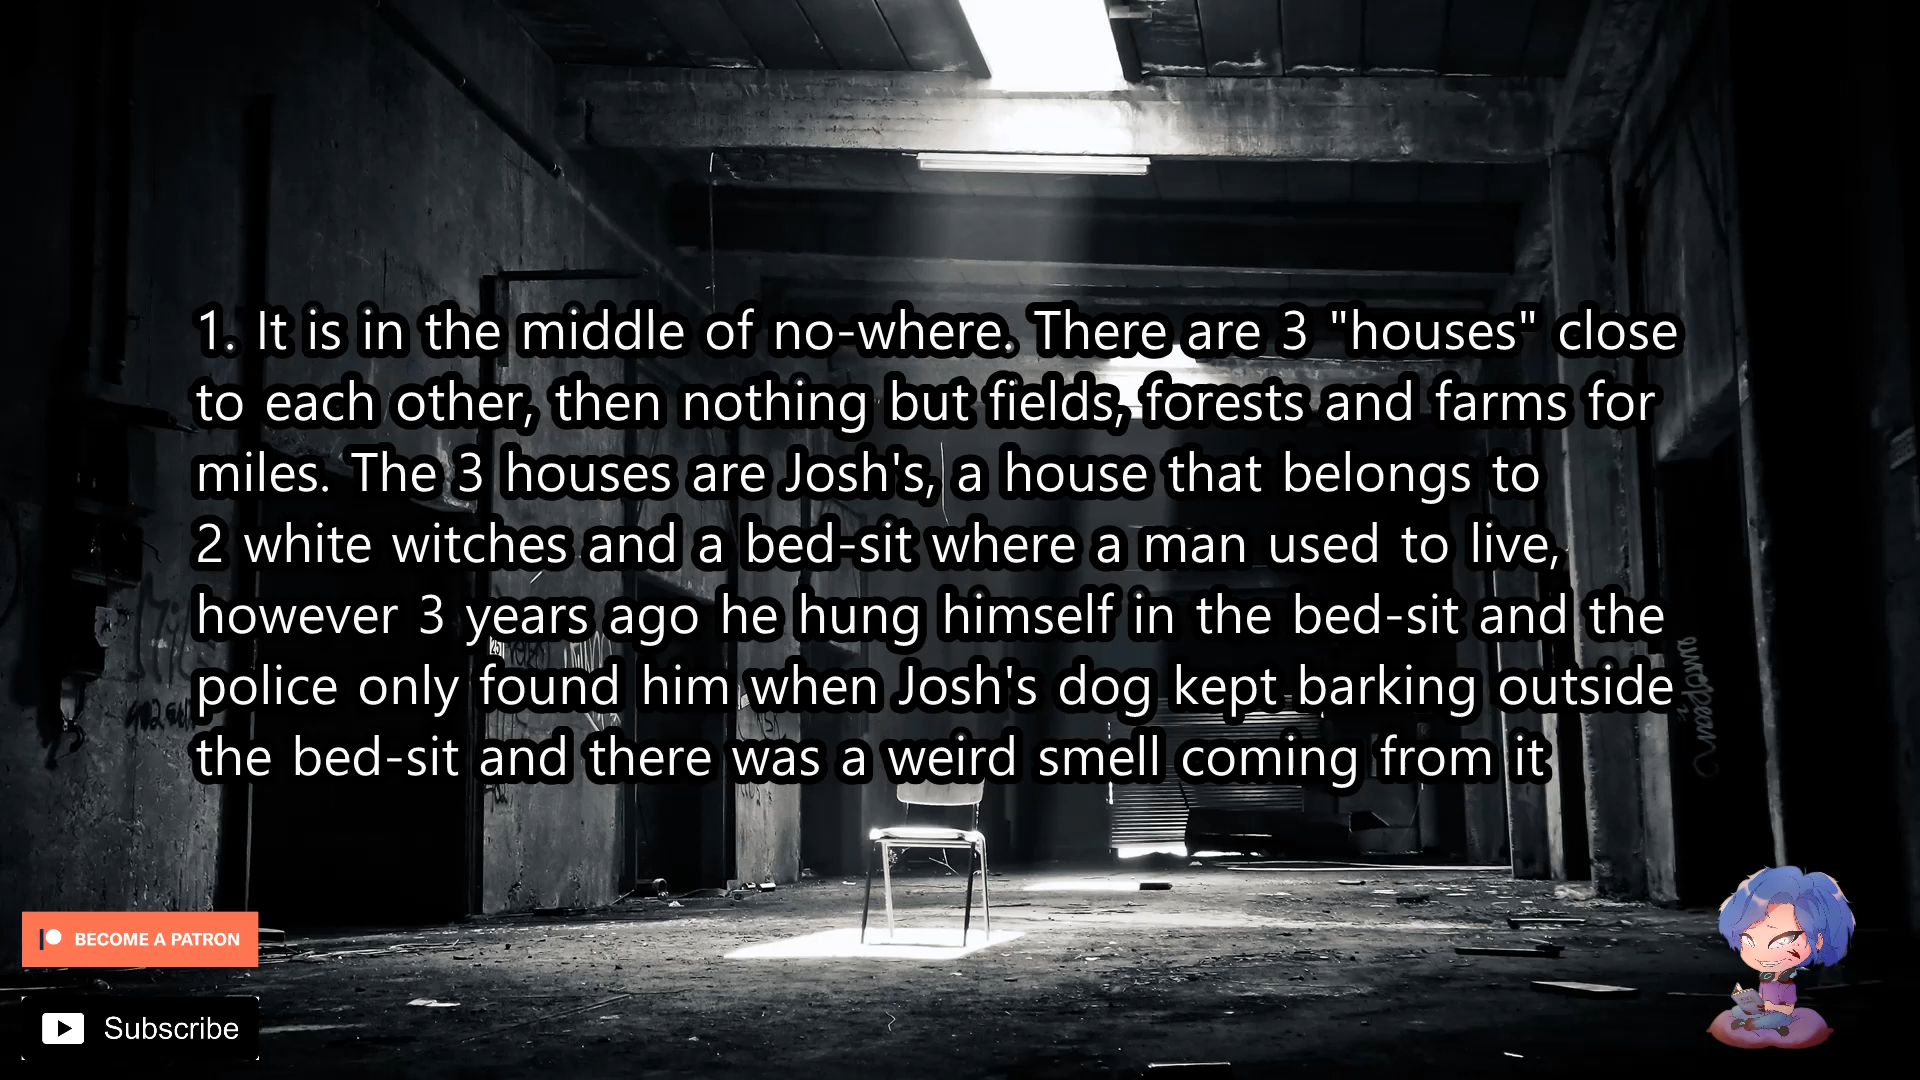 1. It is in the middle of no-where. There are 3 "houses" close
to each other, then nothing but fields, forests and farms for
miles. The 3 houses are Josh's, a house that belongs to
2 white witches and a bed-sit where a man used to live,
however 3 years ago he hung himself in the bed-sit and the
police only found him when Josh's dog kept barking outside
the bed-sit and there was a weird smell coming from it
BECOME A PATRON
Subscribe